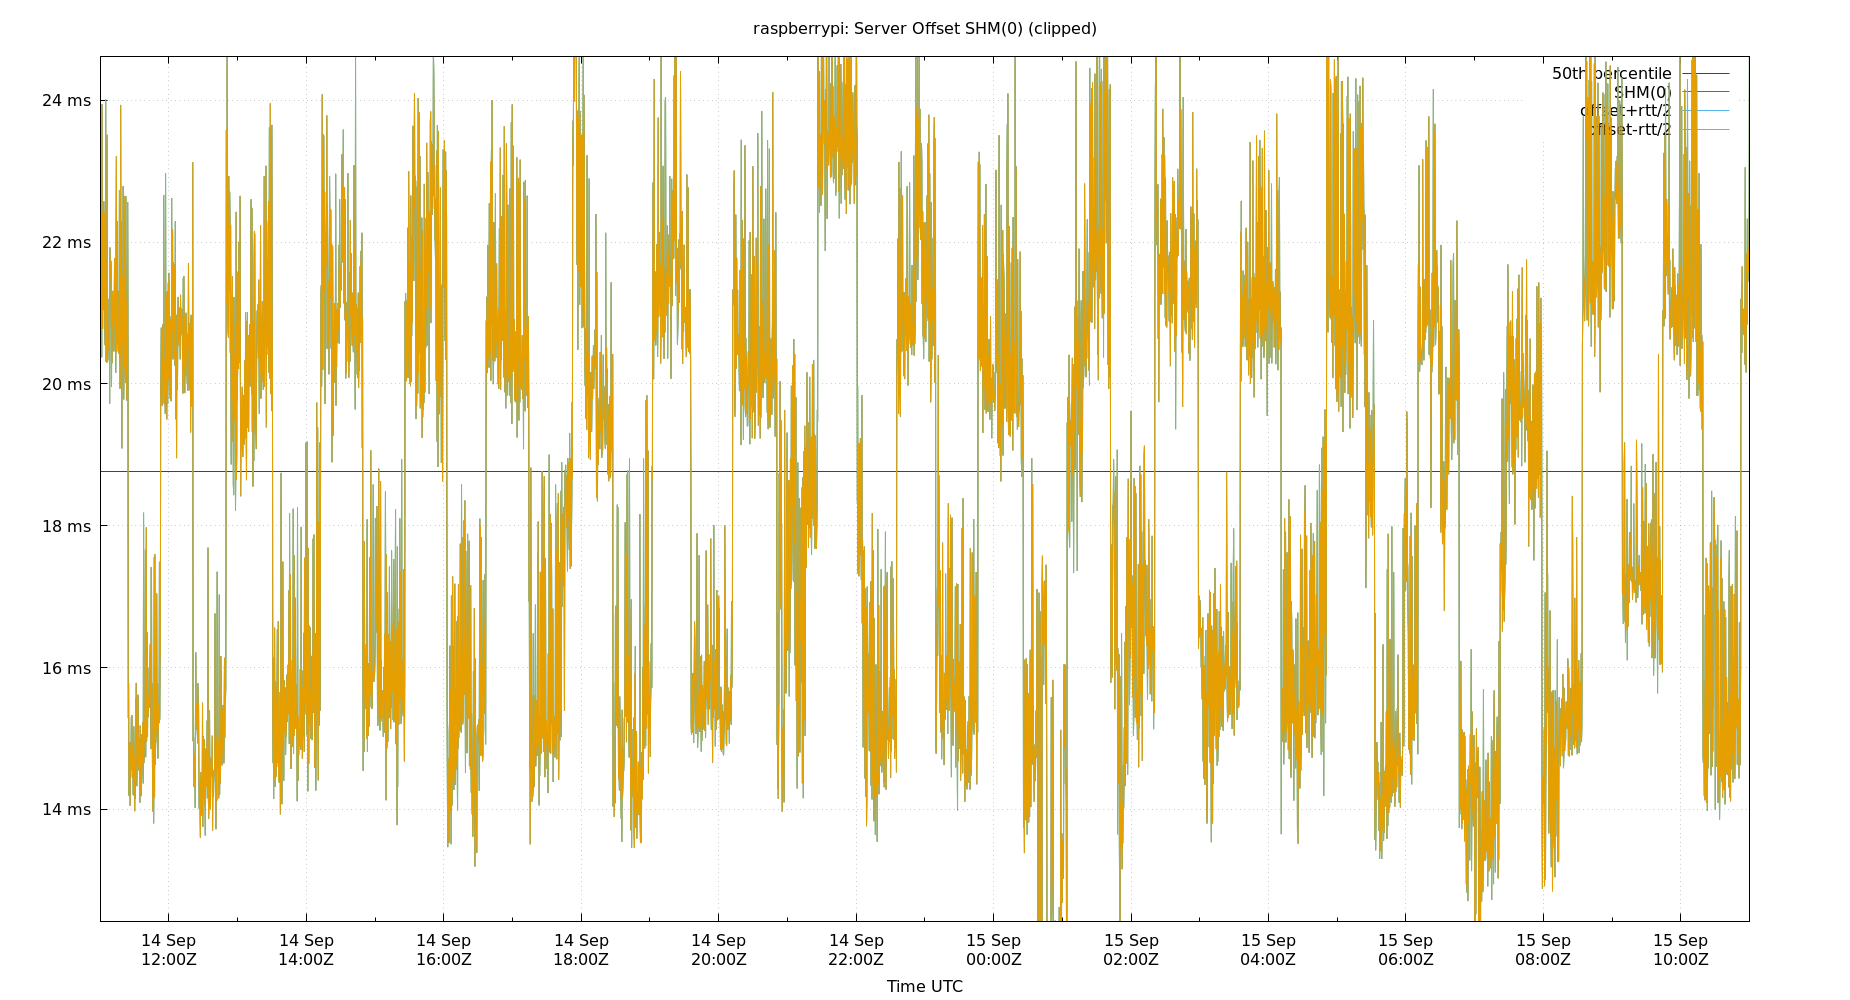 raspberrypi: Server Offset SHM(0) (clipped)
50th percentile
SHM(0)
offset+rtt/2
offset-rtt/2
24 ms
22 ms
20 ms
18 ms
16 ms
14 ms
14 Sep 14 Sep 14 Sep 14 Sep 14 Sep 14 Sep 15 Sep 15 Sep 15 Sep 15 Sep 15 Sep 15 Sep
12:00Z 14:00Z 16:00Z 18:00Z 20:00Z 22:00Z 00:00Z 02:00Z 04:00Z 06:00Z 08:00Z 10:00Z
Time UTC